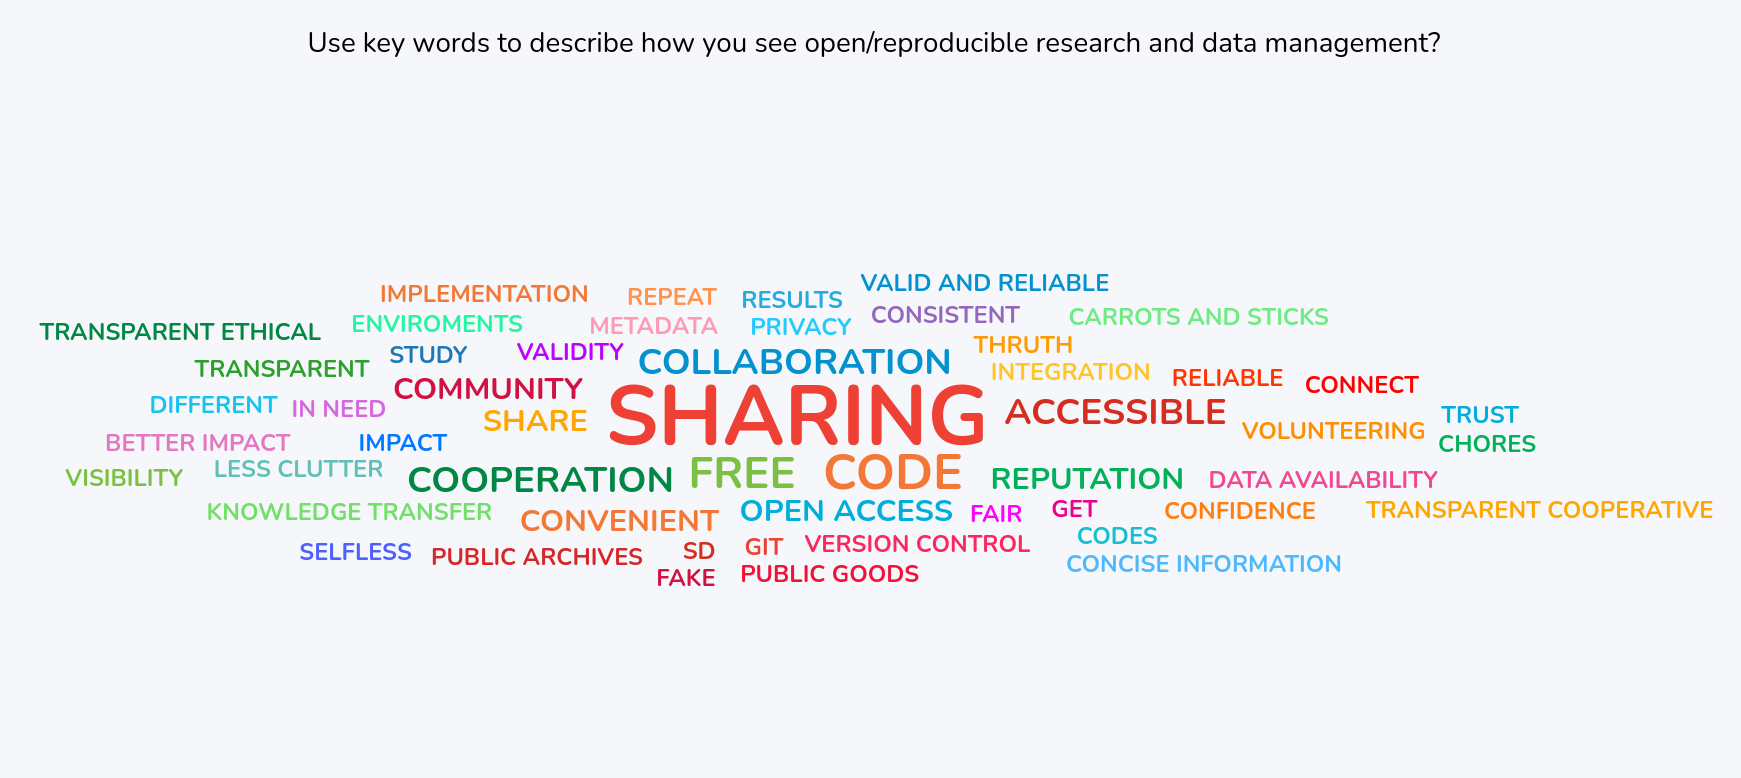 Use key words to describe how you see open/reproducible research and data management?
VALID AND RELIABLE
IMPLEMENTATION
REPEAT
RESULTS
CONSISTENT
CARROTS AND STICKS
TRANSPARENT ETHICAL
ENVIROMENTS
METADATA
PRIVACY
THRUTH
TRANSPARENT
STUDY
VALIDITY
COLLABORATION
INTEGRATION
RELIABLE
CONNECT
COMMUNITY
DIFFERENT
IN NEED
SHARE
SHARING
ACCESSIBLE
TRUST
VOLUNTEERING
CHORES
BETTER IMPACT
IMPACT
VISIBILITY
LESS CLUTTER
COOPERATION
FREE
CODE
REPUTATION
DATA AVAILABILITY
KNOWLEDGE TRANSFER
CONVENIENT
OPEN ACCESS
FAIR
GET
CONFIDENCE
TRANSPARENT COOPERATIVE
SELFLESS
PUBLIC ARCHIVES
SD
GIT
VERSION CONTROL
CODES
CONCISE INFORMATION
FAKE
PUBLIC GOODS